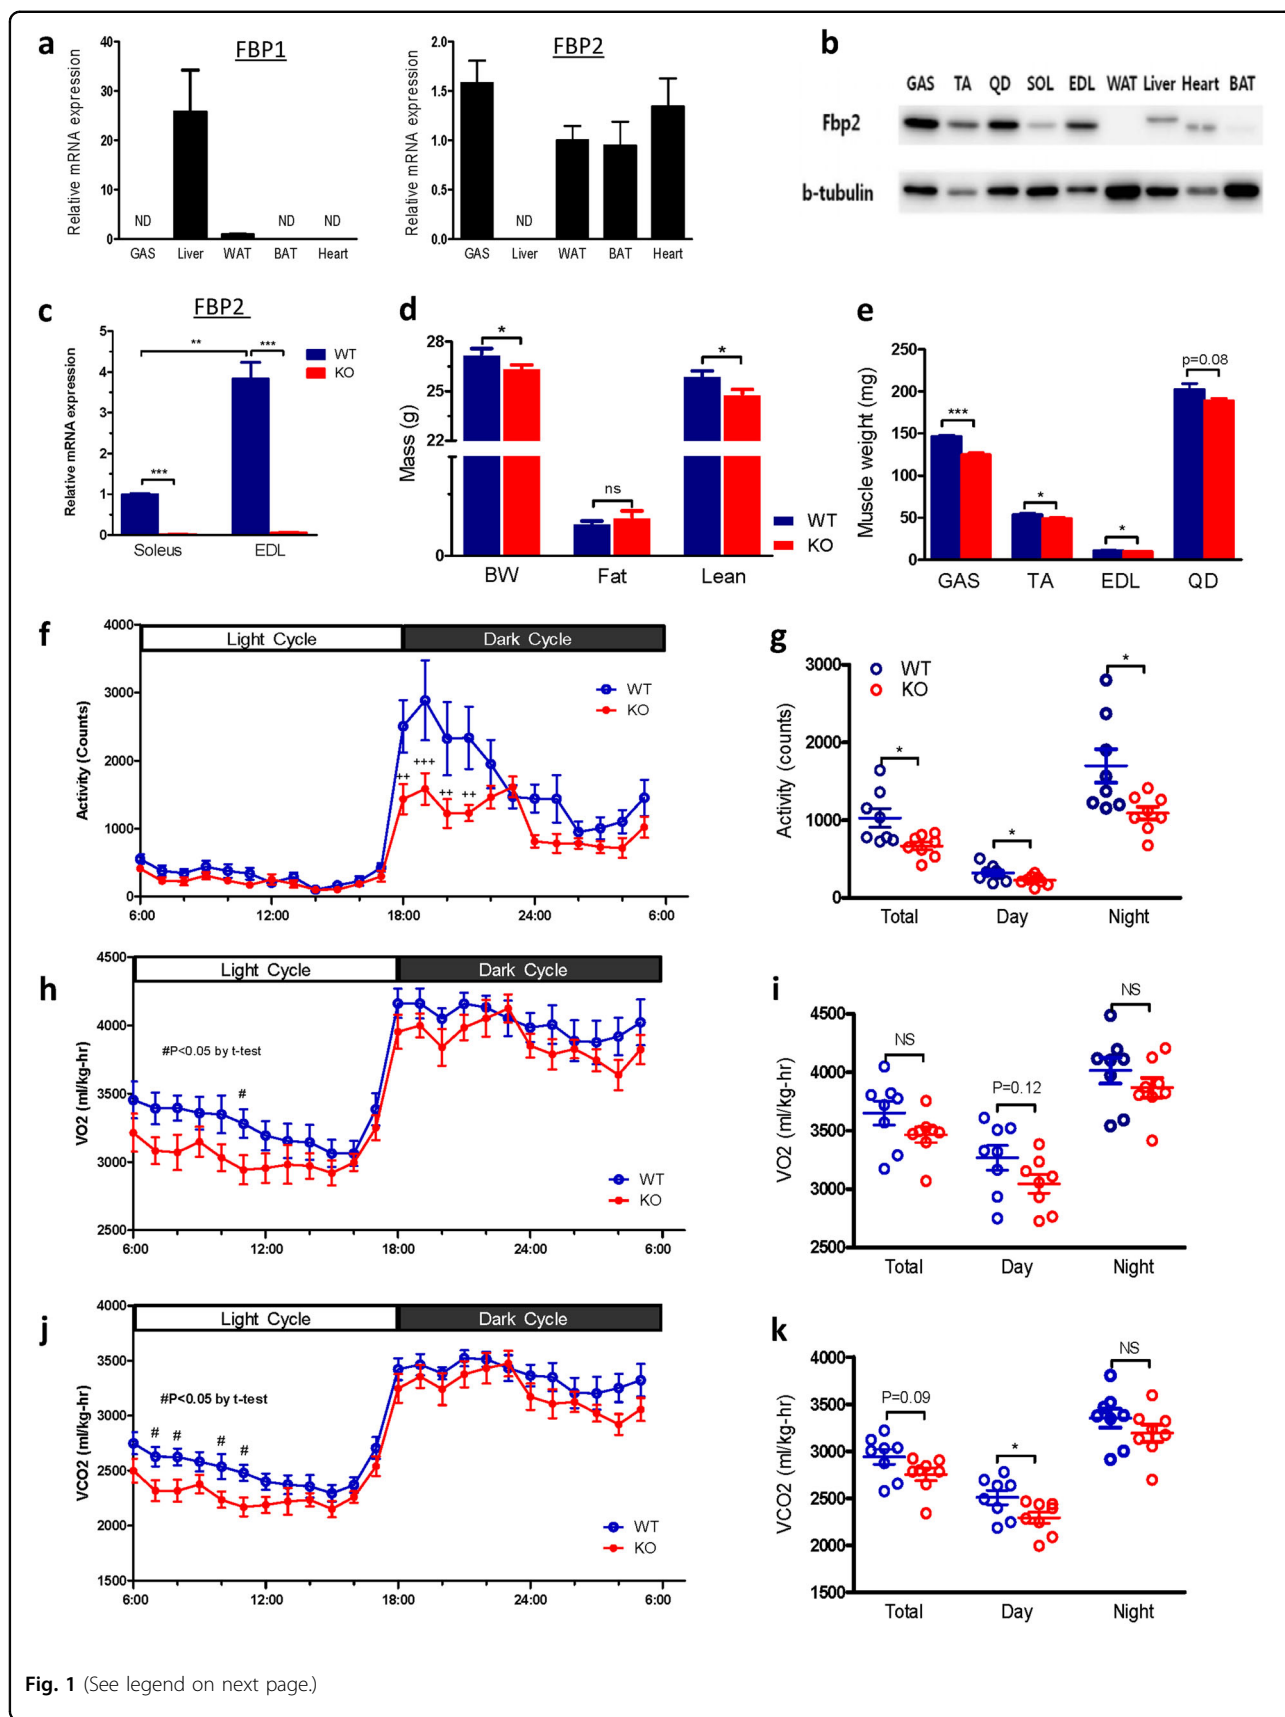 a
FBP1
Relative mRNA expression
40
30
20
10
0
ND
ND
ND
GAS Liver WAT BAT Heart
FBP2
Relative mRNA expression
2.0
1.5
1.0
0.5
0.0
ND
GAS Liver WAT BAT Heart
b
GAS TA QD SOL EDL WAT Liver Heart BAT
Fbp2
b-tubulin
c
FBP2
Relative mRNA expression
5
4
3
2
1
0
**
***
***
WT
KO
Soleus EDL
d
Mass (g)
28
25
22
0
*
ns
*
WT
KO
BW Fat Lean
e
Muscle weight (mg)
250
200
150
100
50
0
***
*
*
p=0.08
GAS TA EDL QD
f
Activity (Counts)
4000
3000
2000
1000
0
Light Cycle
Dark Cycle
WT
KO
++
+++
++
++
6:00 12:00 18:00 24:00 6:00
g
Activity (counts)
3000
2000
1000
0
WT
KO
*
*
*
Total Day Night
h
VO2 (ml/kg-hr)
4500
4000
3500
3000
2500
Light Cycle
Dark Cycle
#P<0.05 by t-test
#
WT
KO
6:00 12:00 18:00 24:00 6:00
i
VO2 (ml/kg-hr)
4500
4000
3500
3000
2500
NS
P=0.12
NS
Total Day Night
j
VCO2 (ml/kg-hr)
4000
3500
3000
2500
2000
1500
Light Cycle
Dark Cycle
#P<0.05 by t-test
# # # #
WT
KO
6:00 12:00 18:00 24:00 6:00
k
VCO2 (ml/kg-hr)
4000
3500
3000
2500
2000
1500
P=0.09
*
NS
Total Day Night
Fig. 1 (See legend on next page.)